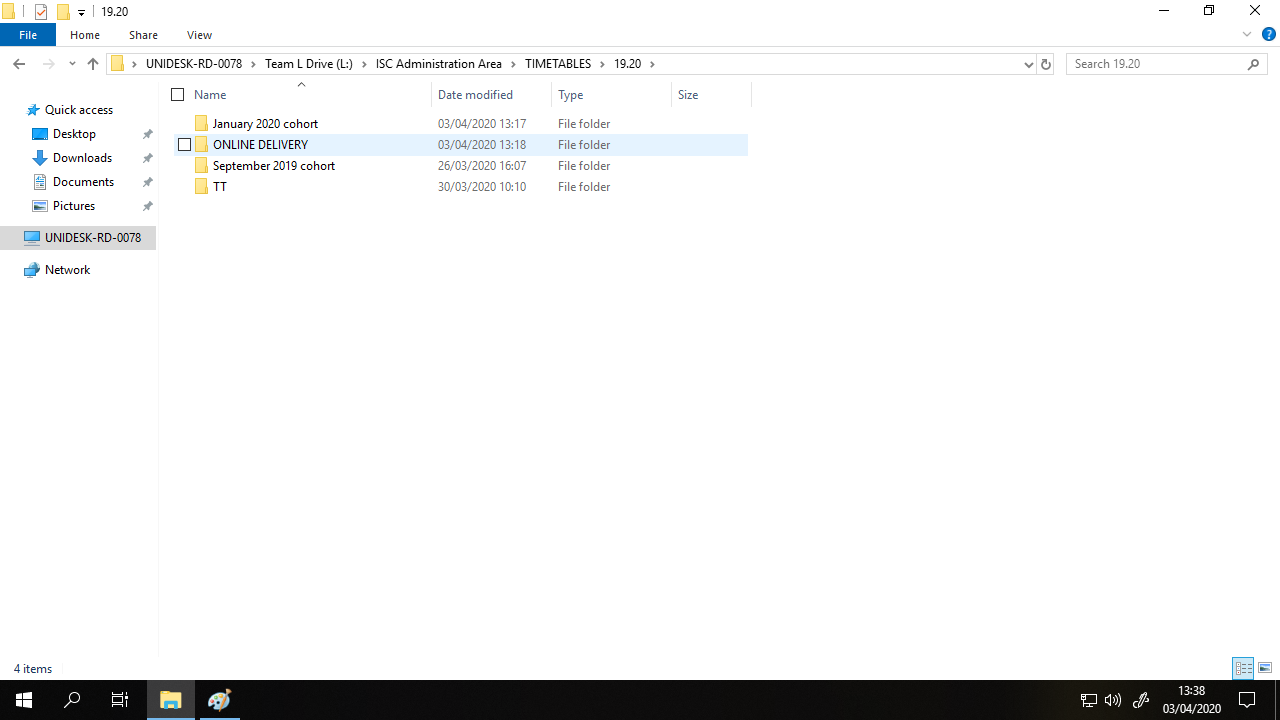 19.20
File Home Share View
UNIDESK-RD-0078 Team L Drive (L:) ISC Administration Area TIMETABLES 19.20
Search 19.20
Name Date modified Type Size
Quick access
Desktop
Downloads
Documents
Pictures
UNIDESK-RD-0078
Network
January 2020 cohort 03/04/2020 13:17 File folder
ONLINE DELIVERY 03/04/2020 13:18 File folder
September 2019 cohort 26/03/2020 16:07 File folder
TT 30/03/2020 10:10 File folder
4 items
13:38
03/04/2020